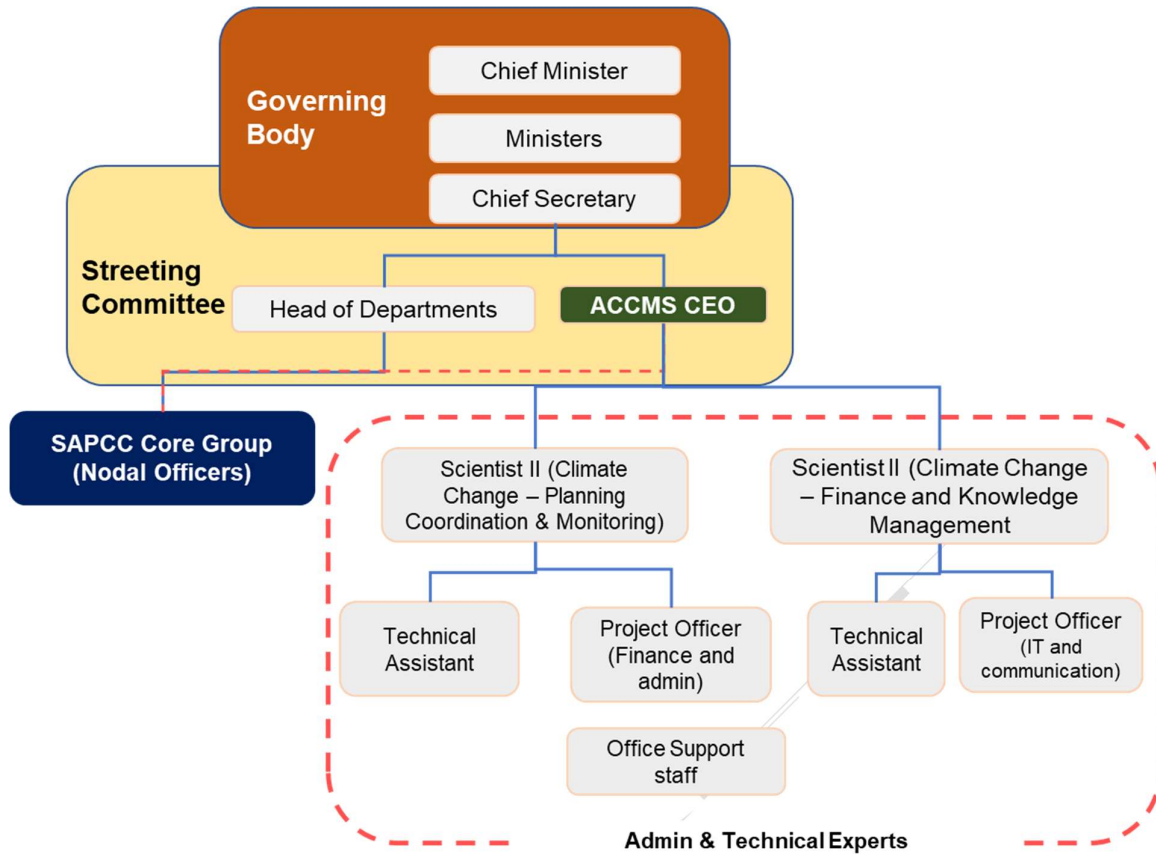 Chief Minister
Governing
Body
Ministers
Chief Secretary
Streeting
Committee
Head of Departments
ACCMS CEO
SAPCC Core Group
(Nodal Officers)
Scientist II (Climate
Change – Planning
Coordination & Monitoring)
Scientist II (Climate Change
– Finance and Knowledge
Management
Technical
Assistant
Project Officer
(Finance and
admin)
Technical
Assistant
Project Officer
(IT and
communication)
Office Support
staff
Admin & Technical Experts